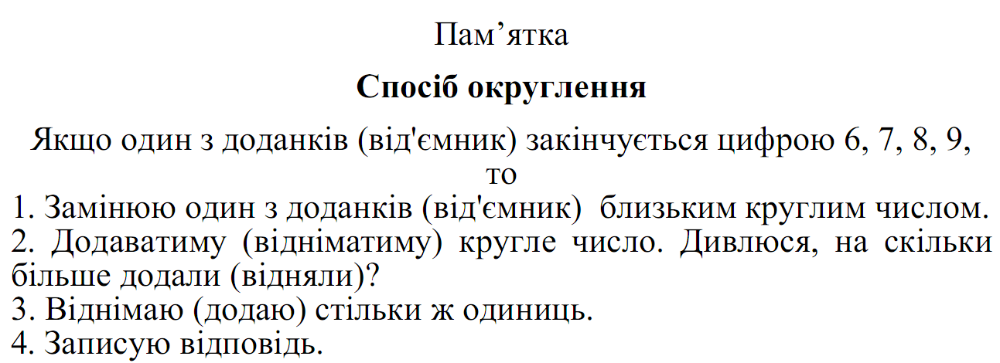 Пам’ятка
Спосіб округлення
Якщо один з доданків (від'ємник) закінчується цифрою 6, 7, 8, 9,
то
1. Замінюю один з доданків (від'ємник) близьким круглим числом.
2. Додаватиму (відніматиму) кругле число. Дивлюся, на скільки
більше додали (відняли)?
3. Віднімаю (додаю) стільки ж одиниць.
4. Записую відповідь.